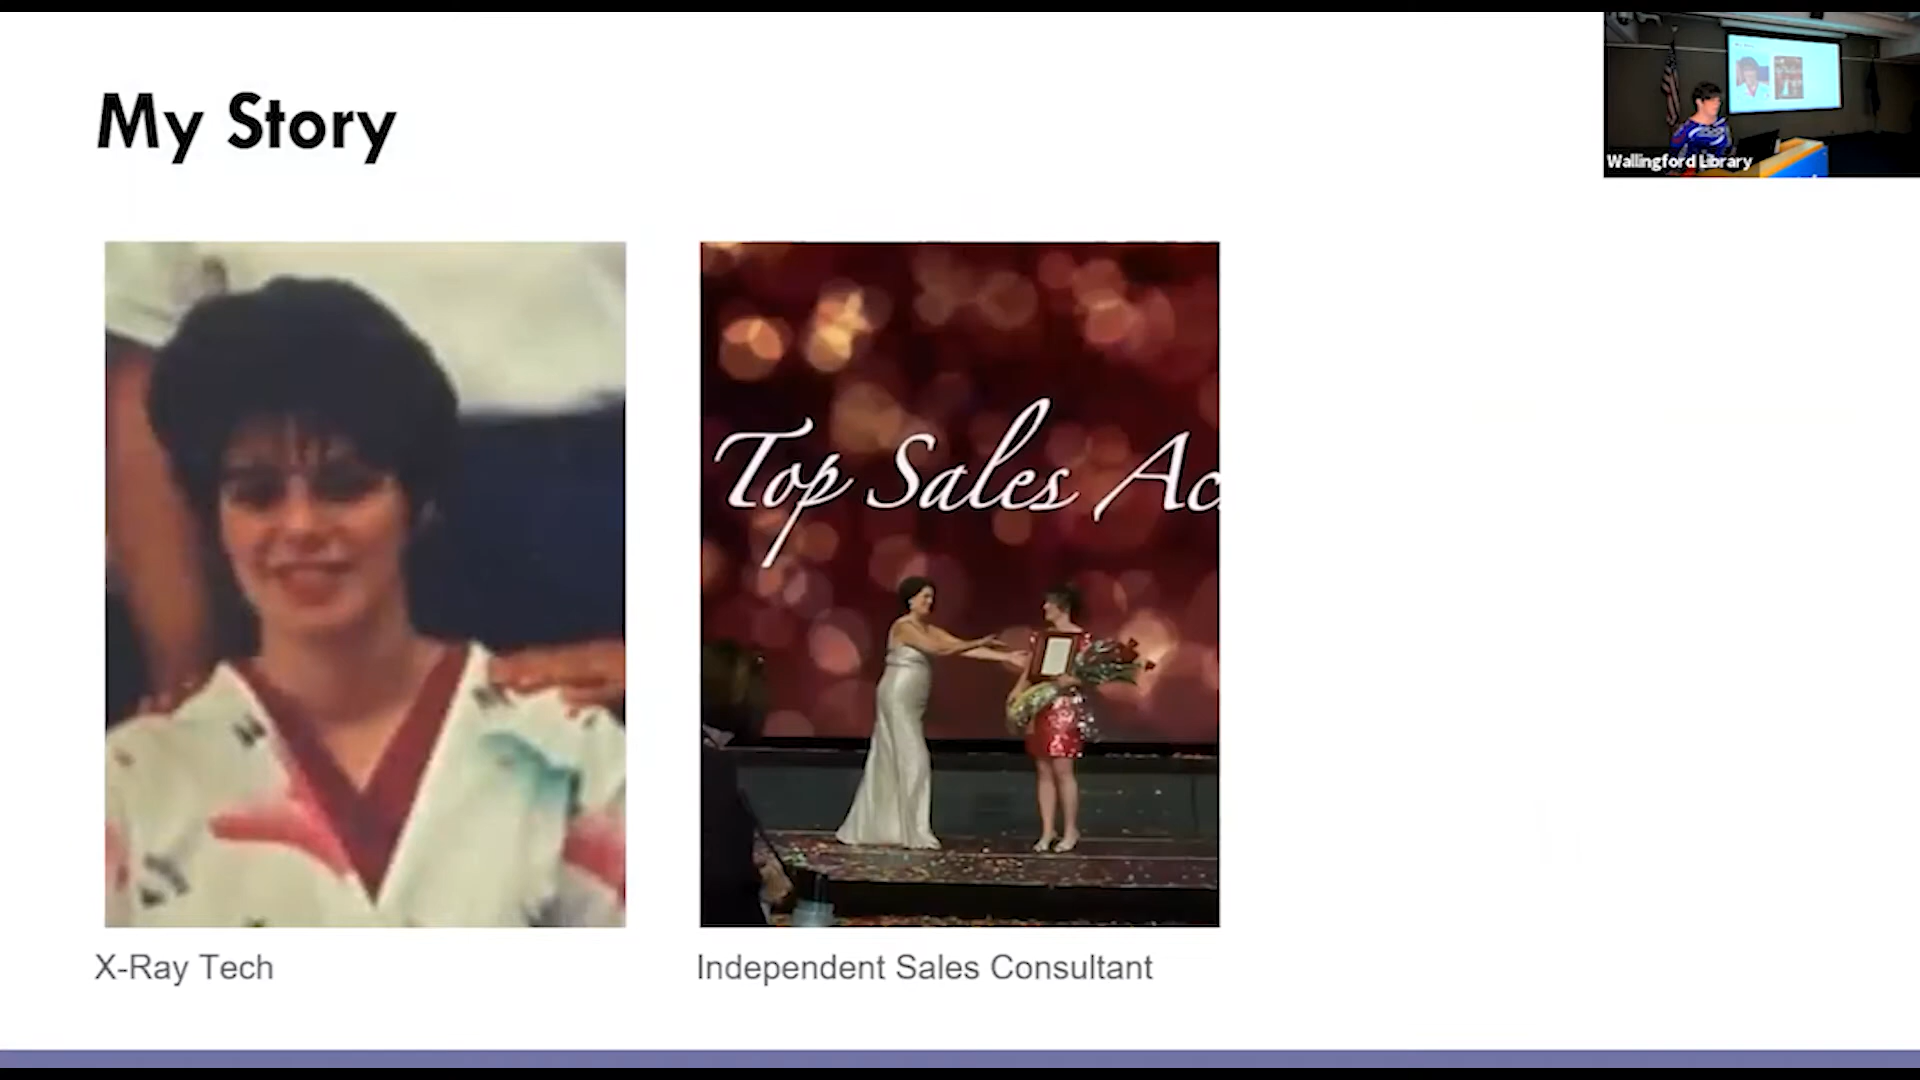 My Story
Wallingford Library
Top Sales Ac
X-Ray Tech
Independent Sales Consultant